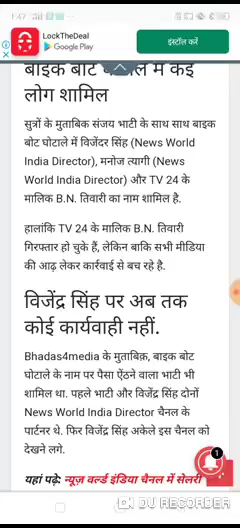 1:47
LockTheDeal
Google Play
इंस्टॉल करें
बाइक बोट घोटाले में कई
लोग शामिल
सुत्रों के मुताबिक संजय भाटी के साथ साथ बाइक
बोट घोटाले में विजेंदर सिंह (News World
India Director), मनोज त्यागी (News
World India Director) और TV 24 के
मालिक B.N. तिवारी का नाम शामिल हैं.
हालांकि TV 24 के मालिक B.N. तिवारी
गिरफ्तार हो चुके हैं, लेकिन बाकि सभी मीडिया
की आढ़ लेकर कार्रवाई से बच रहे है.
विजेंद्र सिंह पर अब तक
कोई कार्यवाही नहीं.
Bhadas4media के मुताबिक़, बाइक बोट
घोटाले के नाम पर पैसा ऐंठने वाला भाटी भी
शामिल था. पहले भाटी और विजेंद्र सिंह दोनों
News World India Director चैनल के
पार्टनर थे. फिर विजेंद्र सिंह अकेले इस चैनल को
देखने लगे.
1
यहां पढ़े: न्यूज़ वर्ल्ड इंडिया चैनल में सेलरी
DU RECORDER